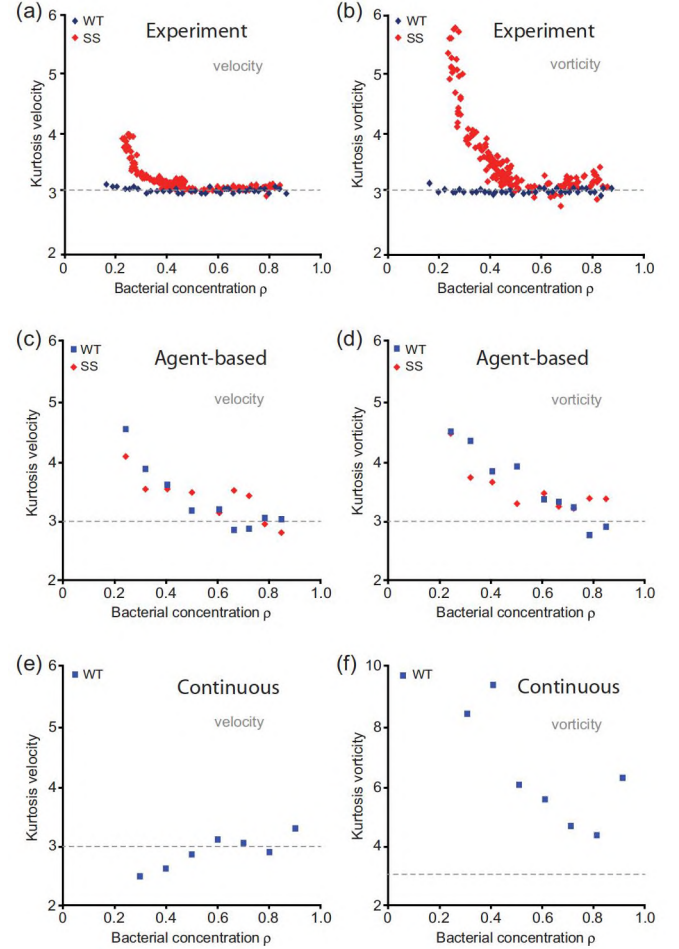 (a)
WT
SS
Experiment
velocity
Kurtosis velocity
6
5
4
3
2
0
0.2
0.4
0.6
0.8
1.0
Bacterial concentration ρ
(b)
WT
SS
Experiment
vorticity
Kurtosis vorticity
6
5
4
3
2
0
0.2
0.4
0.6
0.8
1.0
Bacterial concentration ρ
(c)
WT
SS
Agent-based
velocity
Kurtosis velocity
6
5
4
3
2
0
0.2
0.4
0.6
0.8
1.0
Bacterial concentration ρ
(d)
WT
SS
Agent-based
vorticity
Kurtosis vorticity
6
5
4
3
2
0
0.2
0.4
0.6
0.8
1.0
Bacterial concentration ρ
(e)
WT
Continuous
velocity
Kurtosis velocity
6
5
4
3
2
0
0.2
0.4
0.6
0.8
1.0
Bacterial concentration ρ
(f)
WT
Continuous
vorticity
Kurtosis vorticity
10
8
6
4
2
0
0.2
0.4
0.6
0.8
1.0
Bacterial concentration ρ